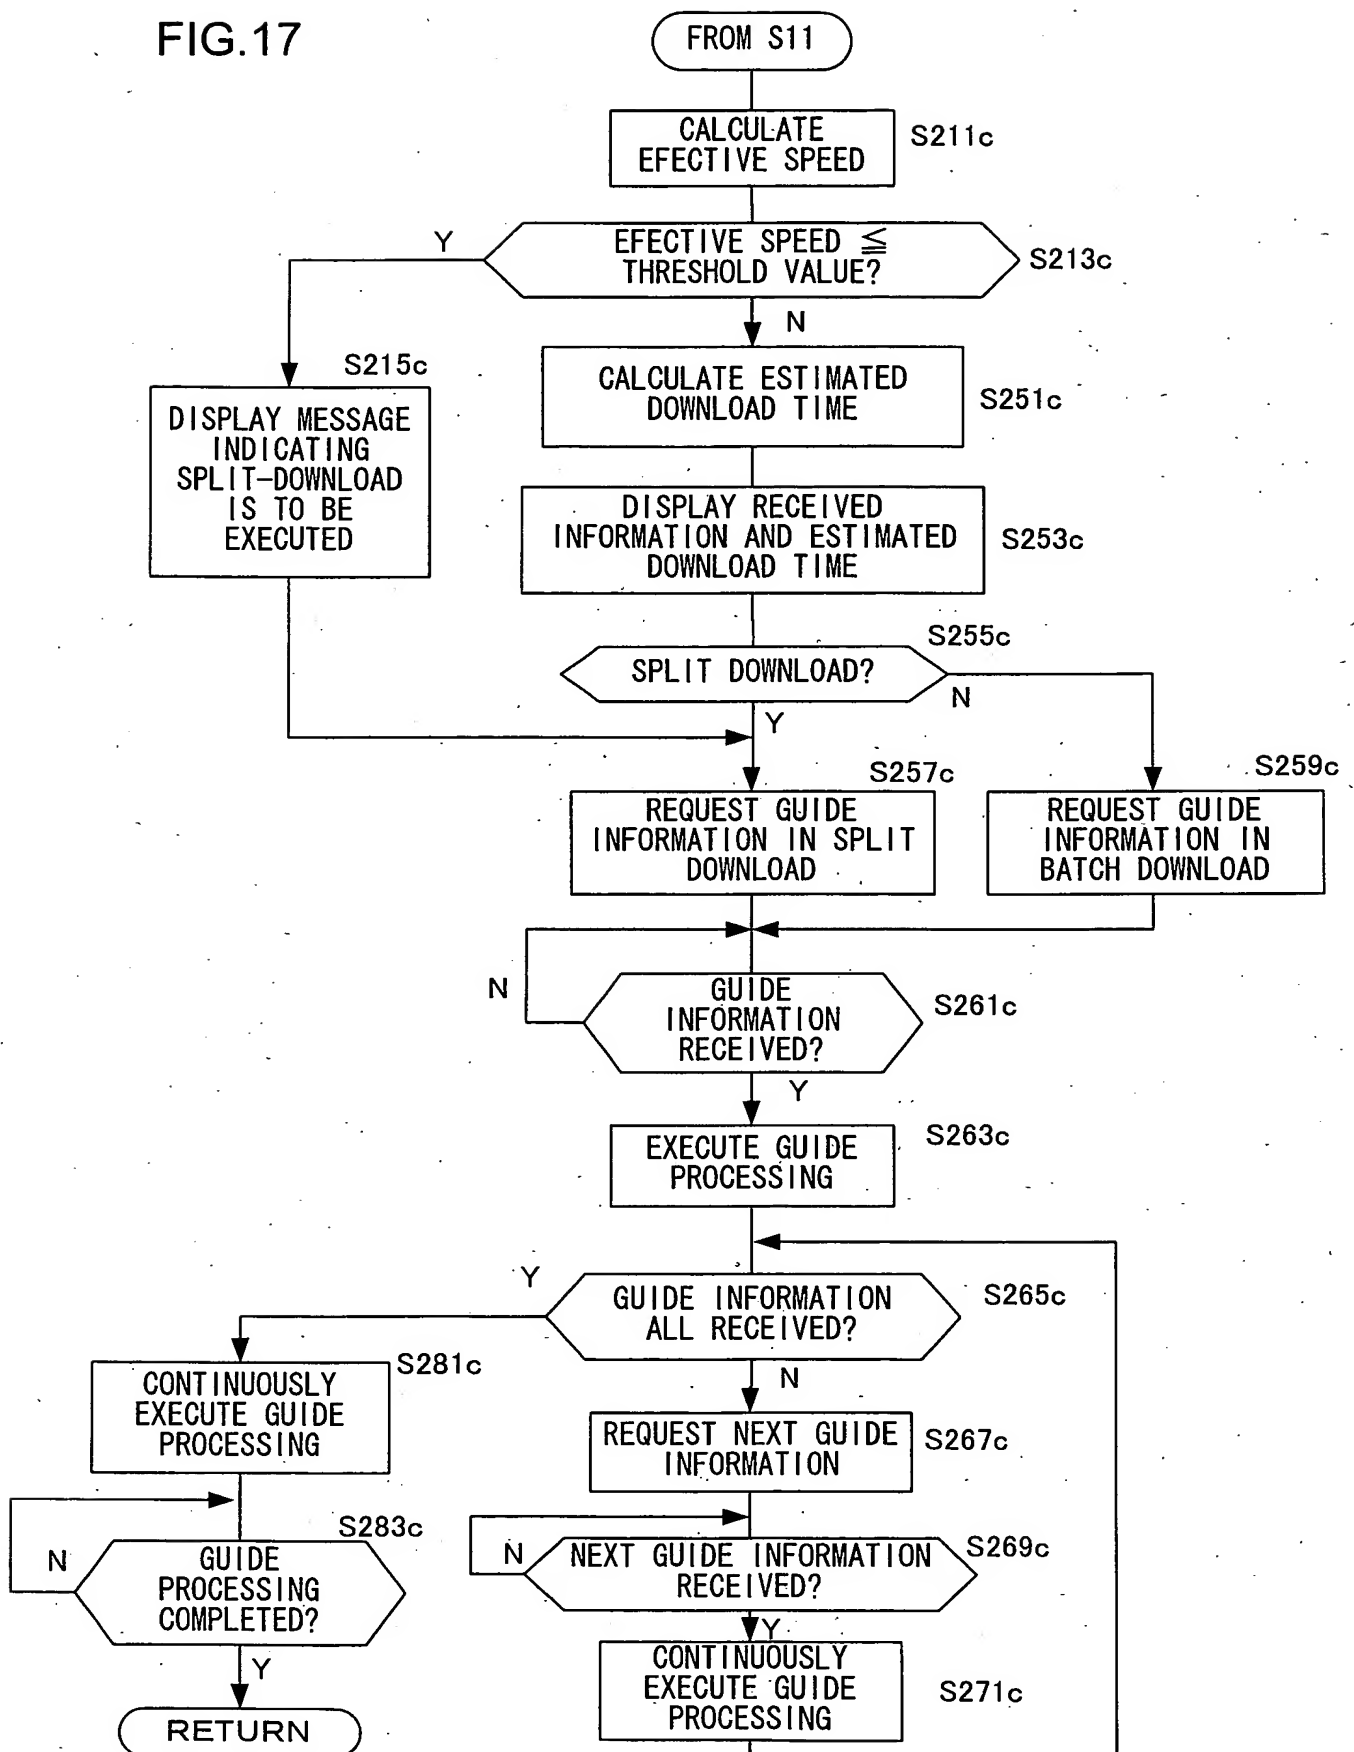 FIG.17
FROM S11
CALCULATE
EFECTIVE SPEED
S211c
EFECTIVE SPEED ≦
THRESHOLD VALUE?
S213c
Y
N
S215c
DISPLAY MESSAGE
INDICATING
SPLIT-DOWNLOAD
IS TO BE
EXECUTED
CALCULATE ESTIMATED
DOWNLOAD TIME
S251c
DISPLAY RECEIVED
INFORMATION AND ESTIMATED
DOWNLOAD TIME
S253c
SPLIT DOWNLOAD?
S255c
N
Y
S257c
REQUEST GUIDE
INFORMATION IN SPLIT
DOWNLOAD
S259c
REQUEST GUIDE
INFORMATION IN
BATCH DOWNLOAD
N
GUIDE
INFORMATION
RECEIVED?
S261c
Y
EXECUTE GUIDE
PROCESSING
S263c
Y
GUIDE INFORMATION
ALL RECEIVED?
S265c
N
S281c
CONTINUOUSLY
EXECUTE GUIDE
PROCESSING
REQUEST NEXT GUIDE
INFORMATION
S267c
S283c
N
GUIDE
PROCESSING
COMPLETED?
Y
RETURN
N
NEXT GUIDE INFORMATION
RECEIVED?
S269c
Y
CONTINUOUSLY
EXECUTE GUIDE
PROCESSING
S271c